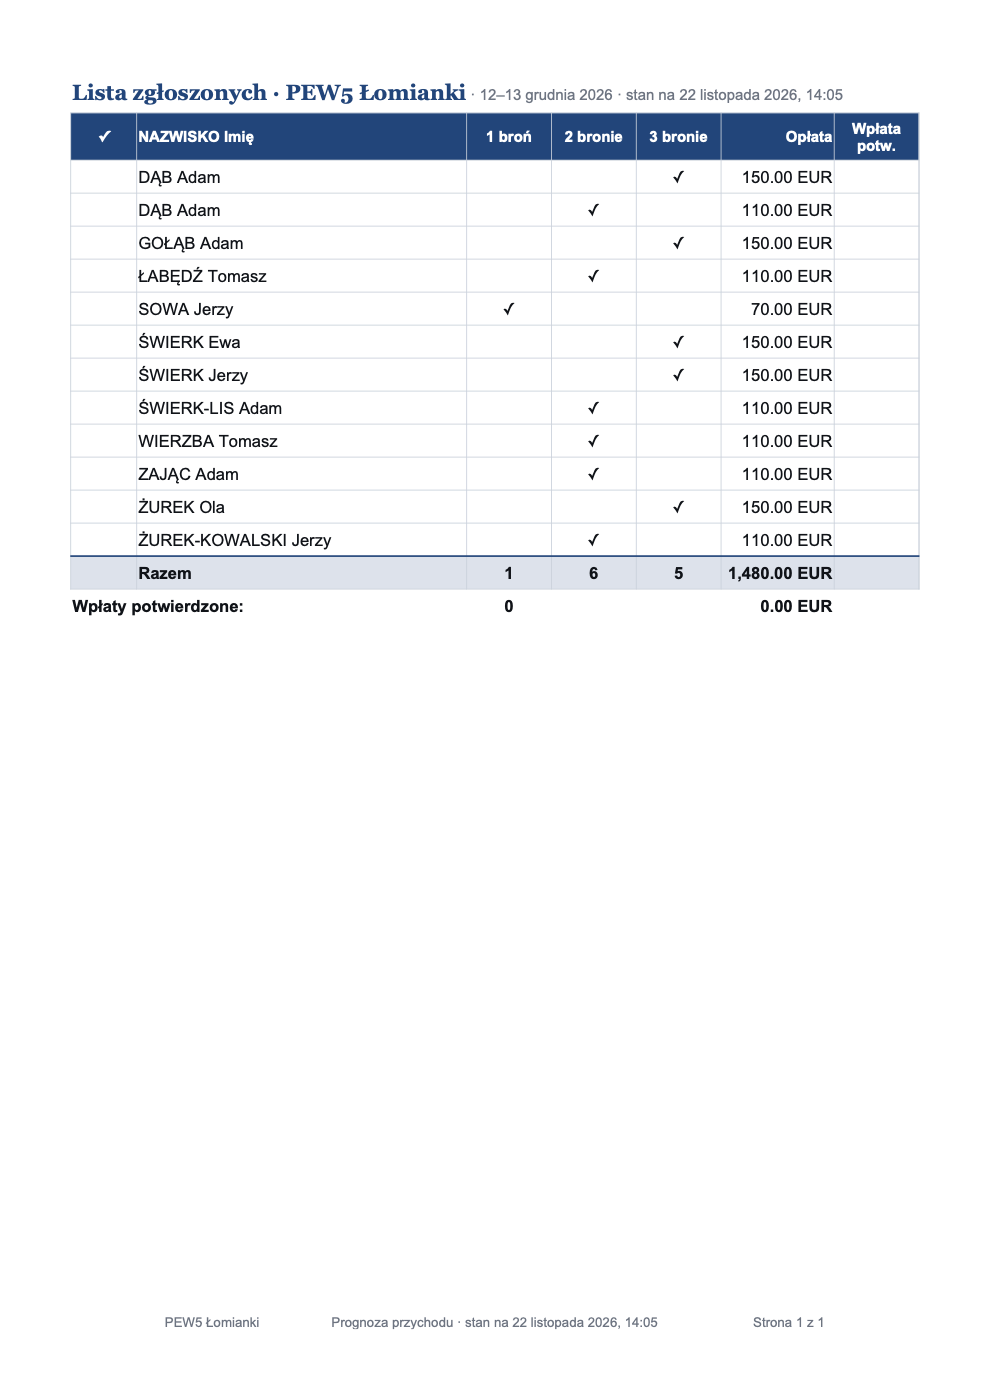 Lista zgłoszonych · PEW5 Łomianki · 12–13 grudnia 2026 · stan na 22 listopada 2026, 14:05
✓ NAZWISKO Imię 1 broń 2 bronie 3 bronie Opłata Wpłata potw.
DĄB Adam ✓ 150.00 EUR
DĄB Adam ✓ 110.00 EUR
GOŁĄB Adam ✓ 150.00 EUR
ŁABĘDŹ Tomasz ✓ 110.00 EUR
SOWA Jerzy ✓ 70.00 EUR
ŚWIERK Ewa ✓ 150.00 EUR
ŚWIERK Jerzy ✓ 150.00 EUR
ŚWIERK-LIS Adam ✓ 110.00 EUR
WIERZBA Tomasz ✓ 110.00 EUR
ZAJĄC Adam ✓ 110.00 EUR
ŻUREK Ola ✓ 150.00 EUR
ŻUREK-KOWALSKI Jerzy ✓ 110.00 EUR
Razem 1 6 5 1,480.00 EUR
Wpłaty potwierdzone: 0 0.00 EUR
PEW5 Łomianki Prognoza przychodu · stan na 22 listopada 2026, 14:05 Strona 1 z 1